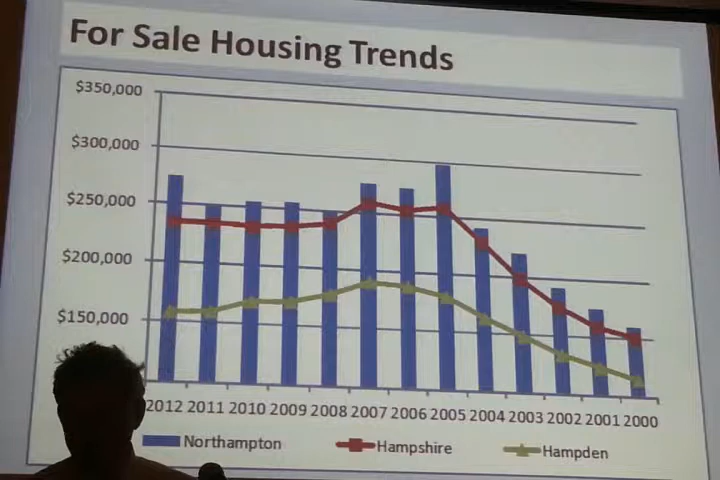 For Sale Housing Trends
$350,000
$300,000
$250,000
$200,000
$150,000
2012 2011 2010 2009 2008 2007 2006 2005 2004 2003 2002 2001 2000
Northampton Hampshire Hampden